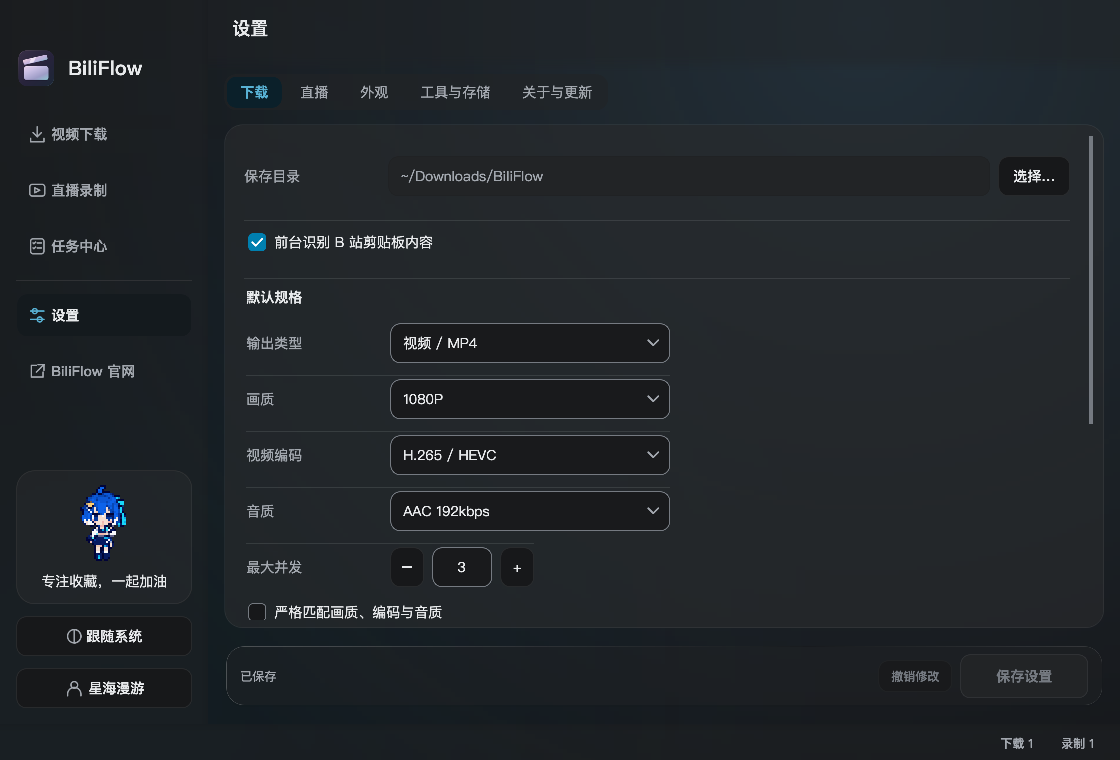 设置
BiliFlow
视频下载
直播录制
任务中心
设置
BiliFlow 官网
专注收藏，一起加油
跟随系统
星海漫游
下载 直播 外观 工具与存储 关于与更新
保存目录 ~/Downloads/BiliFlow 选择...
前台识别 B 站剪贴板内容
默认规格
输出类型 视频 / MP4
画质 1080P
视频编码 H.265 / HEVC
音质 AAC 192kbps
最大并发 − 3 +
严格匹配画质、编码与音质
已保存 撤销修改 保存设置
下载 1 录制 1